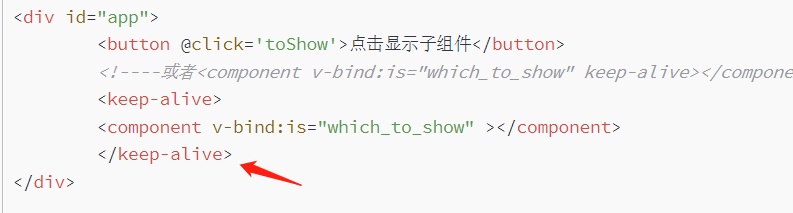 <div id="app">
<button @click='toShow'>点击显示子组件</button>
<!----或者<component v-bind:is="which_to_show" keep-alive></compone
<keep-alive>
<component v-bind:is="which_to_show" ></component>
</keep-alive>
</div>